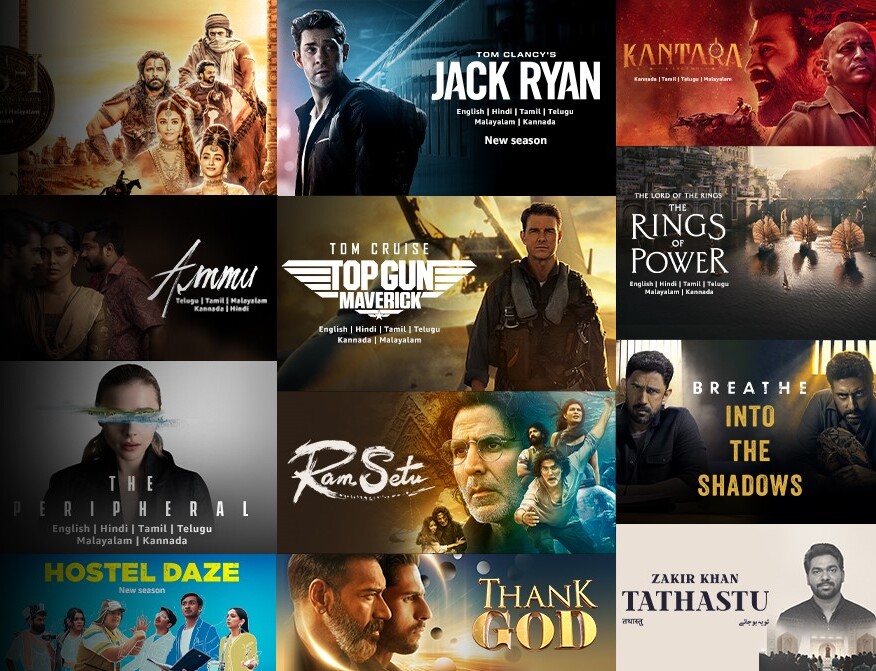 TOM CLANCY'S
JACK RYAN
English | Hindi | Tamil | Telugu
Malayalam | Kannada
New season
KANTARA
Kannada | Tamil | Telugu | Malayalam
Ammu
Telugu | Tamil | Malayalam
Kannada | Hindi
TOM CRUISE
TOPGUN
MAVERICK
English | Hindi | Tamil | Telugu
Kannada | Malayalam
THE LORD OF THE RINGS
THE
RINGS
OF
POWER
English | Hindi | Tamil | Telugu
Malayalam | Kannada
THE
PERIPHERAL
English | Hindi | Tamil | Telugu
Malayalam | Kannada
Ram Setu
BREATHE
INTO
THE
SHADOWS
HOSTEL DAZE
New season
THANK
GOD
ZAKIR KHAN
TATHASTU
तथास्तु